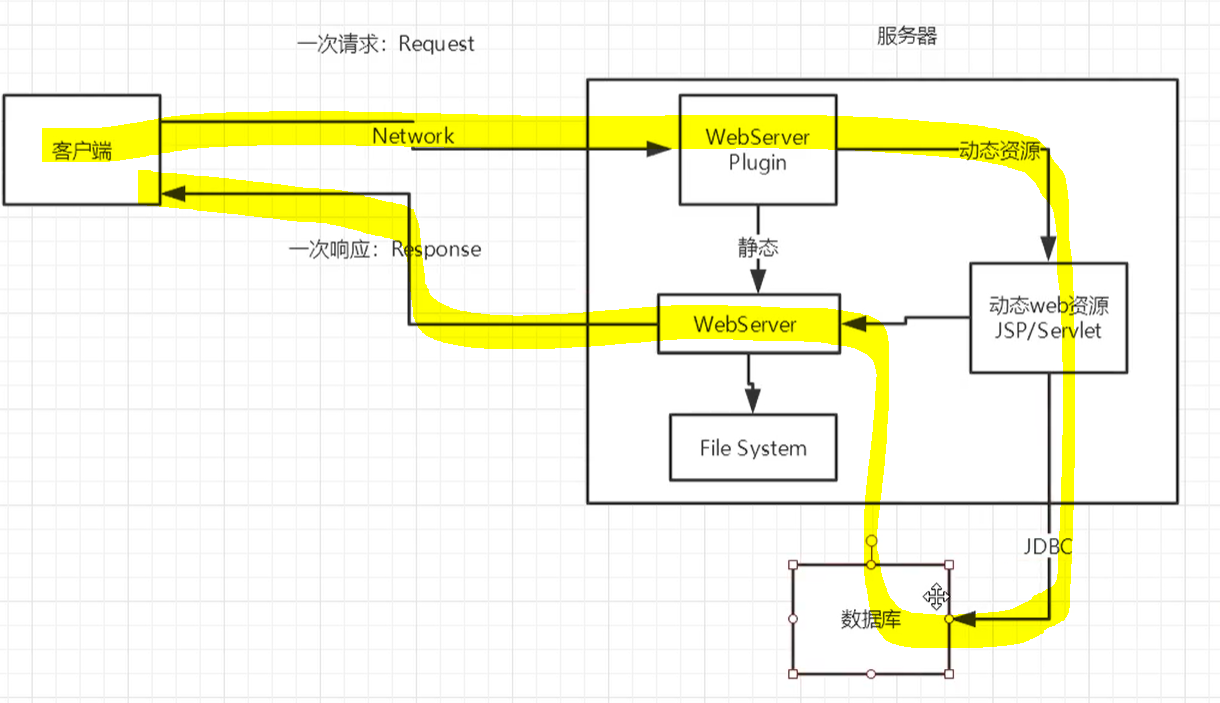 一次请求：Request
服务器
客户端
Network
WebServer
Plugin
动态资源
一次响应：Response
静态
动态web资源
JSP/Servlet
WebServer
File System
JDBC
数据库